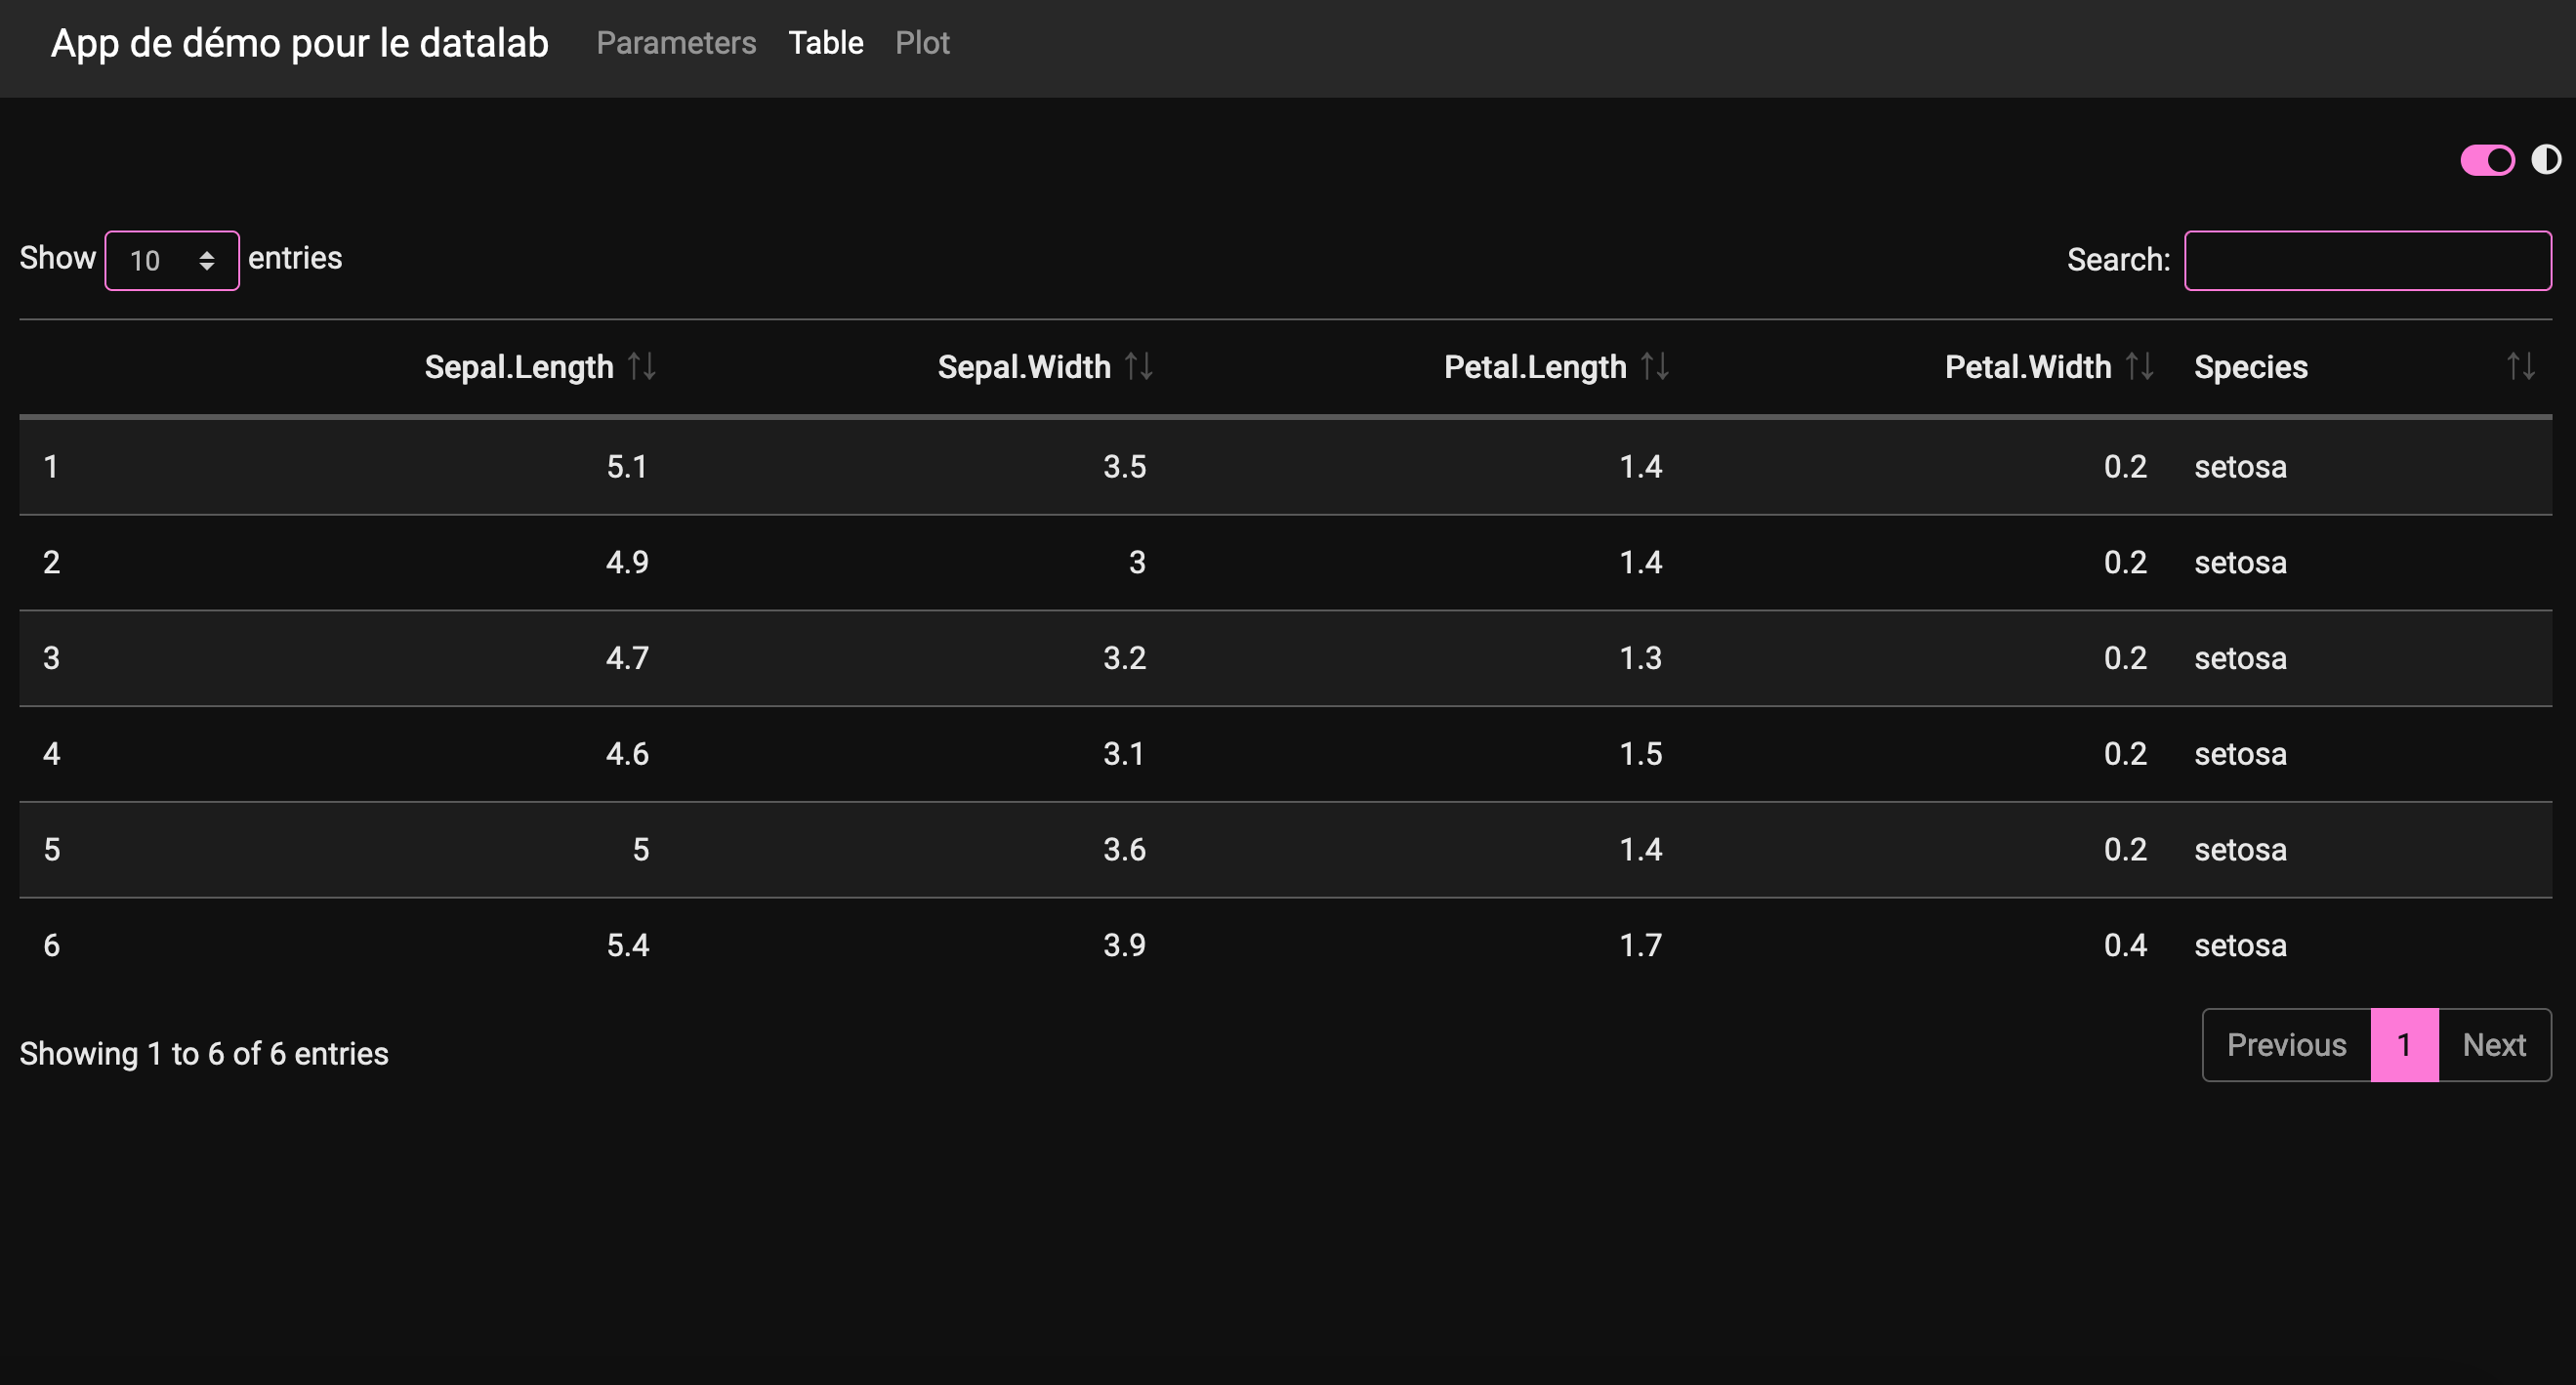 App de démo pour le datalab Parameters Table Plot
Show 10 entries Search:
Sepal.Length Sepal.Width Petal.Length Petal.Width Species
1 5.1 3.5 1.4 0.2 setosa
2 4.9 3 1.4 0.2 setosa
3 4.7 3.2 1.3 0.2 setosa
4 4.6 3.1 1.5 0.2 setosa
5 5 3.6 1.4 0.2 setosa
6 5.4 3.9 1.7 0.4 setosa
Showing 1 to 6 of 6 entries Previous 1 Next